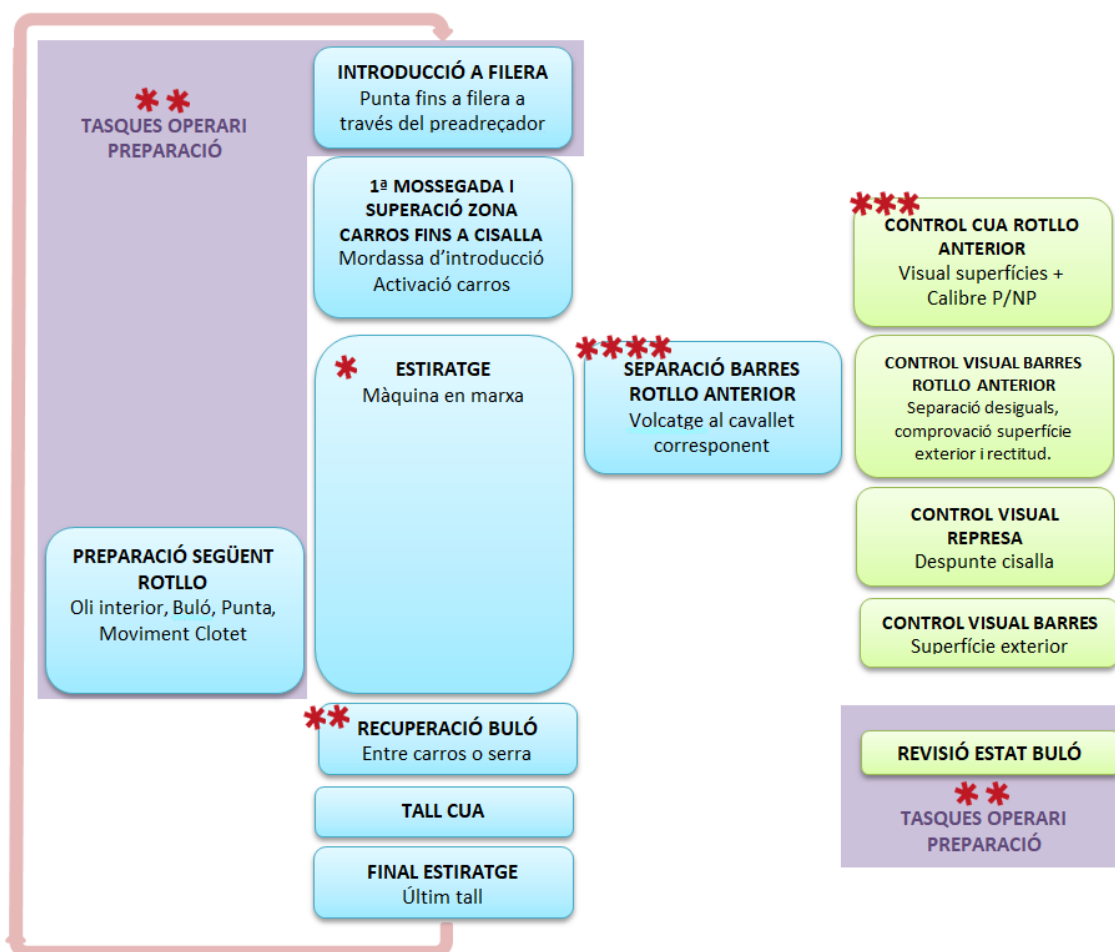 TASQUES OPERARI
PREPARACIÓ
INTRODUCCIÓ A FILERA
Punta fins a filera a
través del preadreçador
1ª MOSSEGADA I
SUPERACIÓ ZONA
CARROS FINS A CISALLA
Mordassa d’introducció
Activació carros
ESTIRATGE
Màquina en marxa
PREPARACIÓ SEGÜENT
ROTLLO
Oli interior, Buló, Punta,
Moviment Clotet
RECUPERACIÓ BULÓ
Entre carros o serra
TALL CUA
FINAL ESTIRATGE
Últim tall
SEPARACIÓ BARRES
ROTLLO ANTERIOR
Volcatge al cavallet
corresponent
CONTROL CUA ROTLLO
ANTERIOR
Visual superfícies +
Calibre P/NP
CONTROL VISUAL BARRES
ROTLLO ANTERIOR
Separació desiguals,
comprovació superfície
exterior i rectitud.
CONTROL VISUAL
REPRESA
Despunte cisalla
CONTROL VISUAL BARRES
Superfície exterior
REVISIÓ ESTAT BULÓ
TASQUES OPERARI
PREPARACIÓ